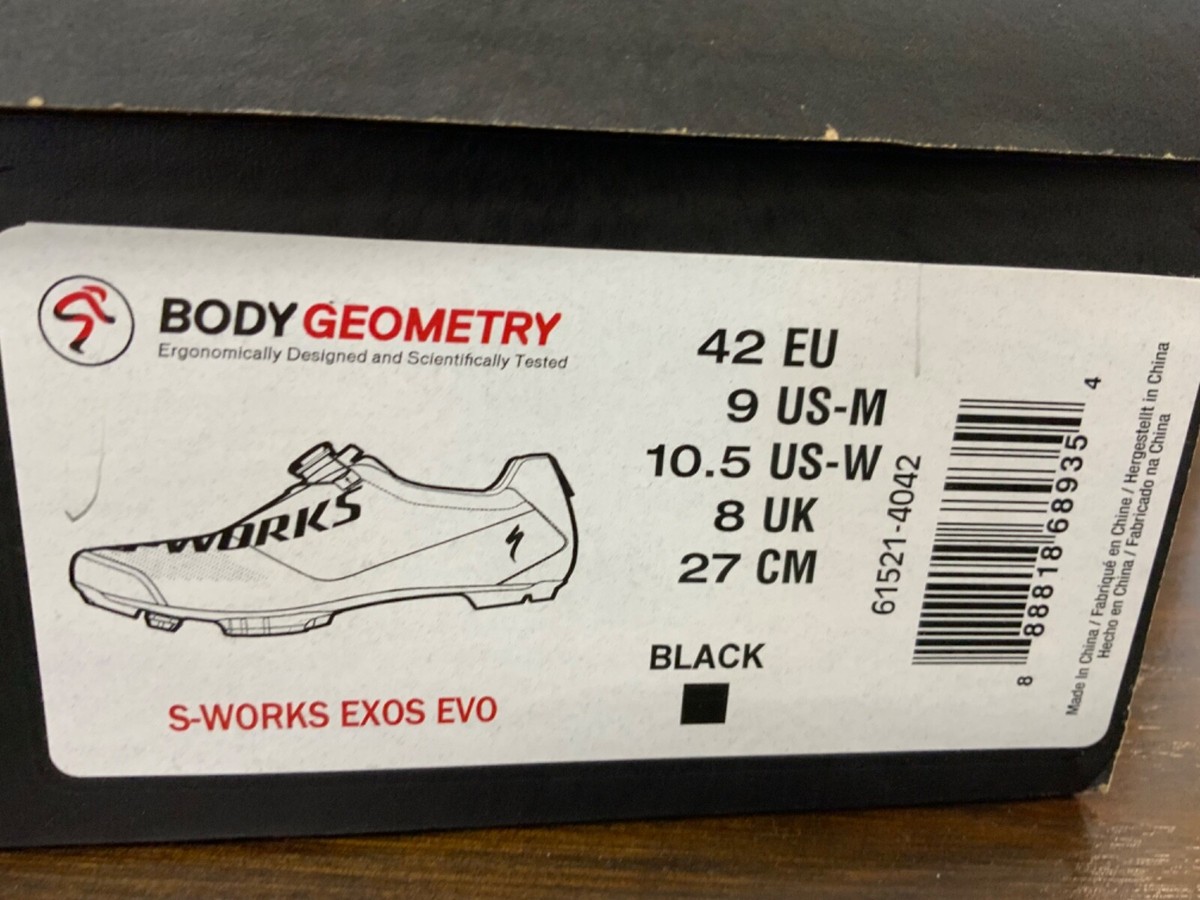 BODY GEOMETRY
Ergonomically Designed and Scientifically Tested
WORKS
S-WORKS EXOS EVO
42 EU
9 US-M
10.5 US-W
8 UK
27 CM
BLACK
61521-4042
8 88818 68935 4
Made in China / Fabriqué en Chine / Hergestellt in China
Hecho en China / Fabricado na China